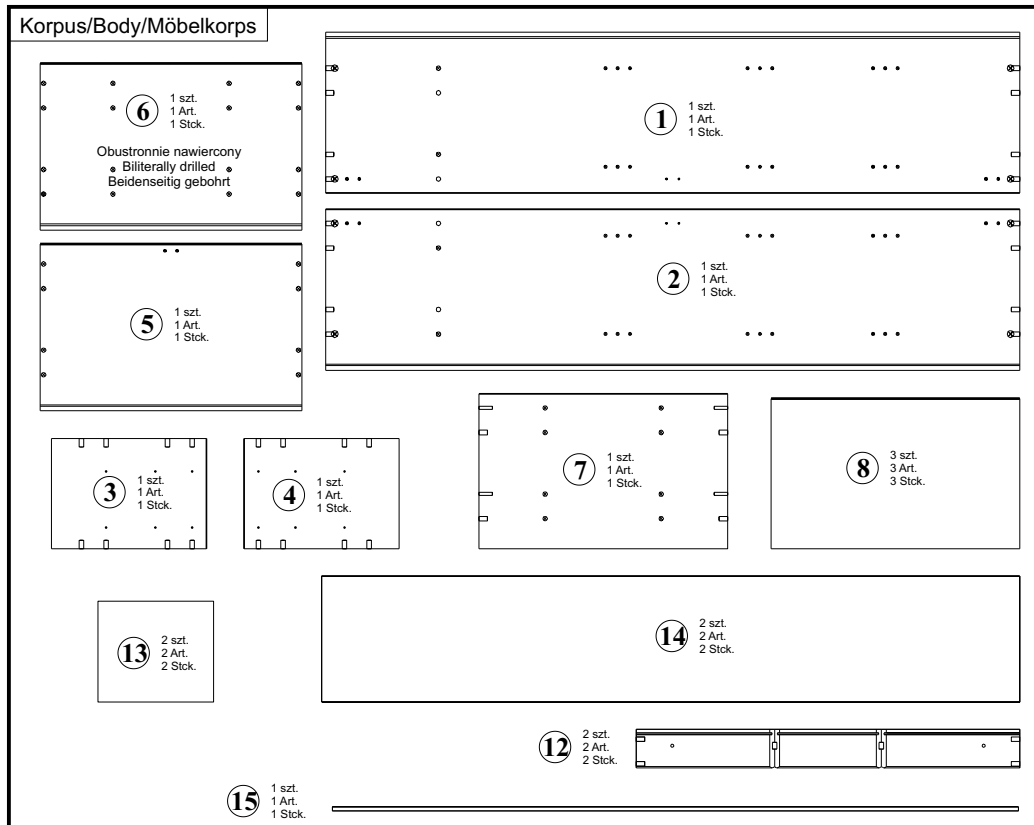 Korpus/Body/Möbelkorps
6
1 szt.
1 Art.
1 Stck.
Obustronnie nawiercony
Biliterally drilled
Beidenseitig gebohrt
1
1 szt.
1 Art.
1 Stck.
2
1 szt.
1 Art.
1 Stck.
5
1 szt.
1 Art.
1 Stck.
3
1 szt.
1 Art.
1 Stck.
4
1 szt.
1 Art.
1 Stck.
7
1 szt.
1 Art.
1 Stck.
8
3 szt.
3 Art.
3 Stck.
13
2 szt.
2 Art.
2 Stck.
14
2 szt.
2 Art.
2 Stck.
12
2 szt.
2 Art.
2 Stck.
15
1 szt.
1 Art.
1 Stck.